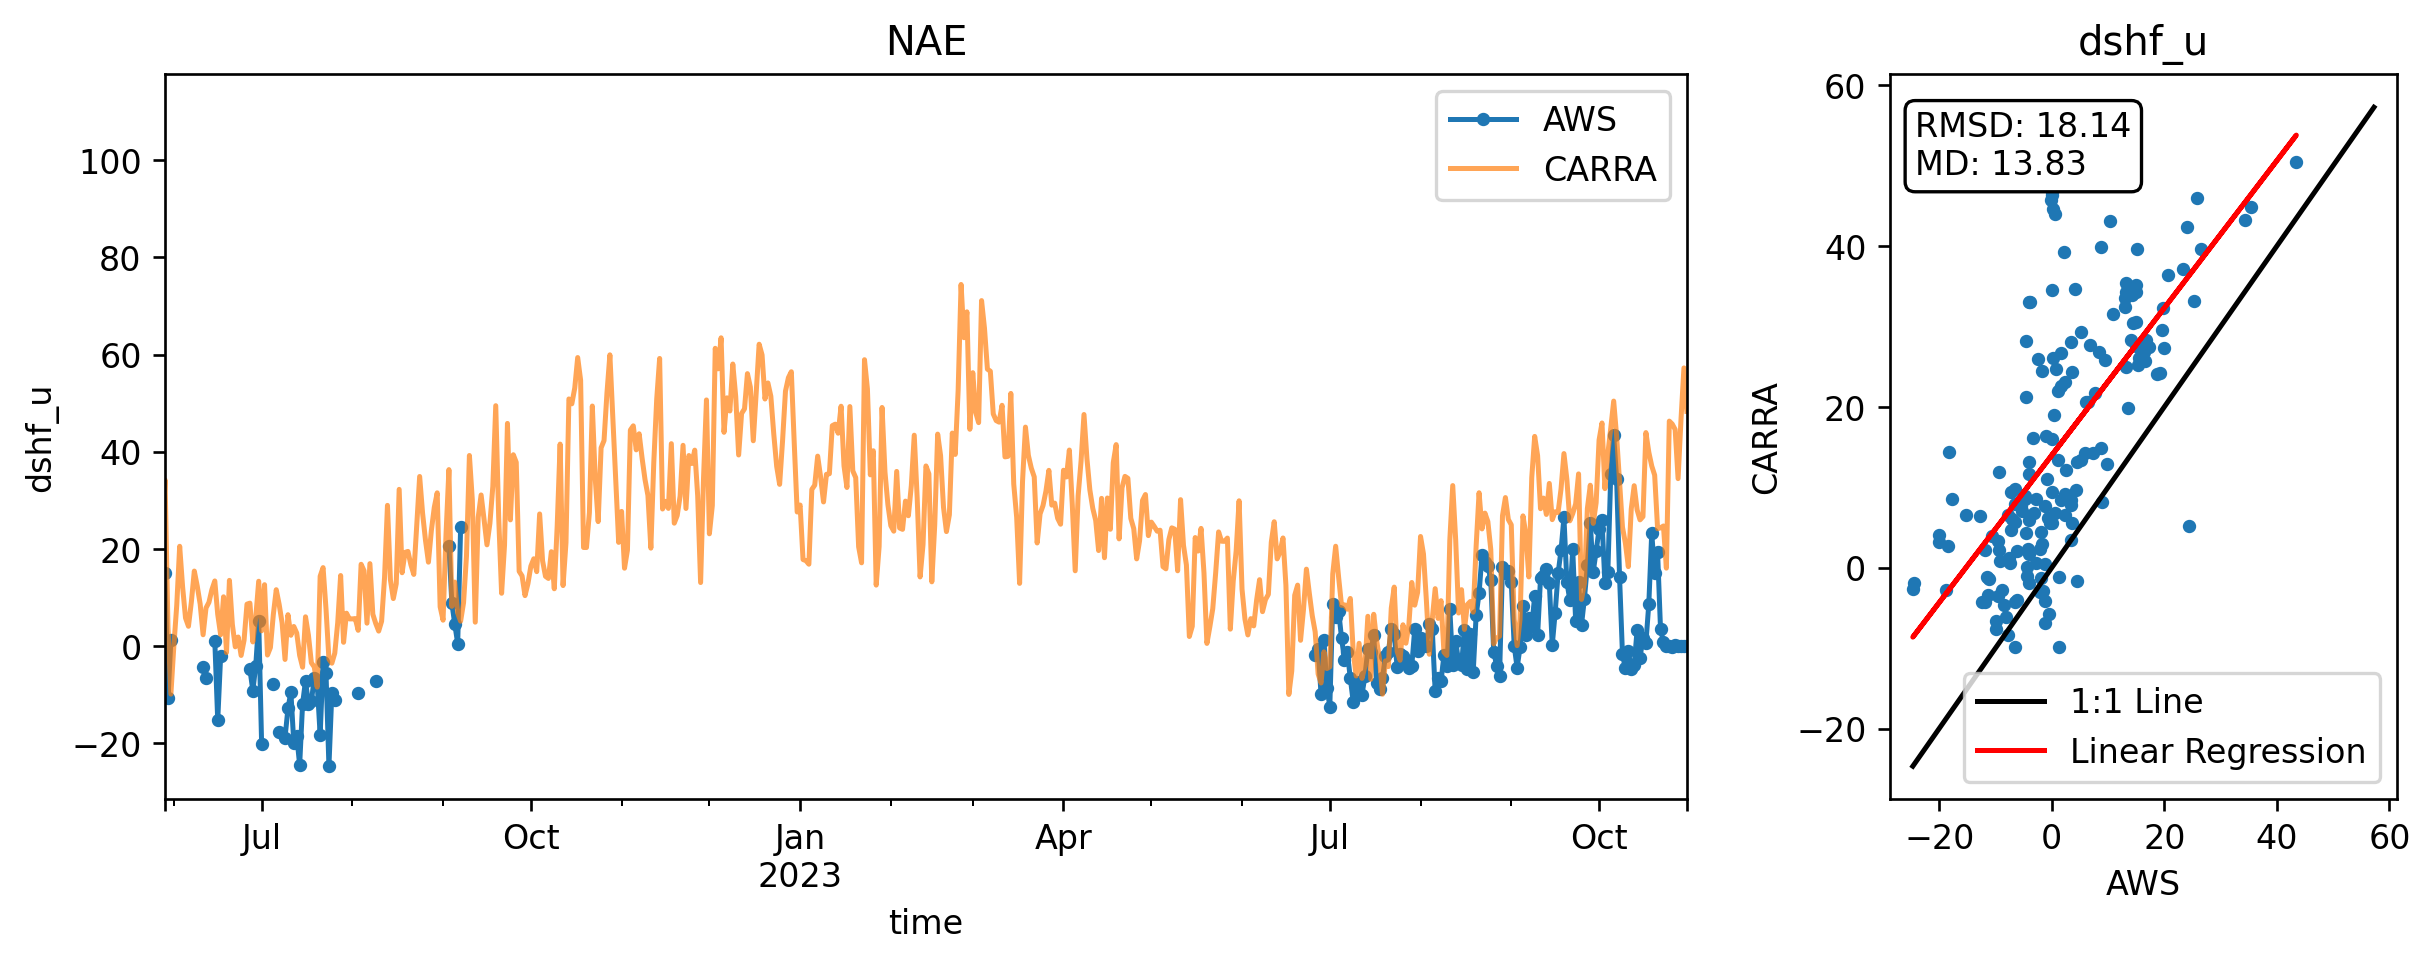 NAE
100
80
60
40
20
0
−20
dshf_u
AWS
CARRA
Jul
Oct
Jan
2023
Apr
Jul
Oct
time
dshf_u
60
40
20
0
−20
CARRA
RMSD: 18.14
MD: 13.83
1:1 Line
Linear Regression
−20
0
20
40
60
AWS